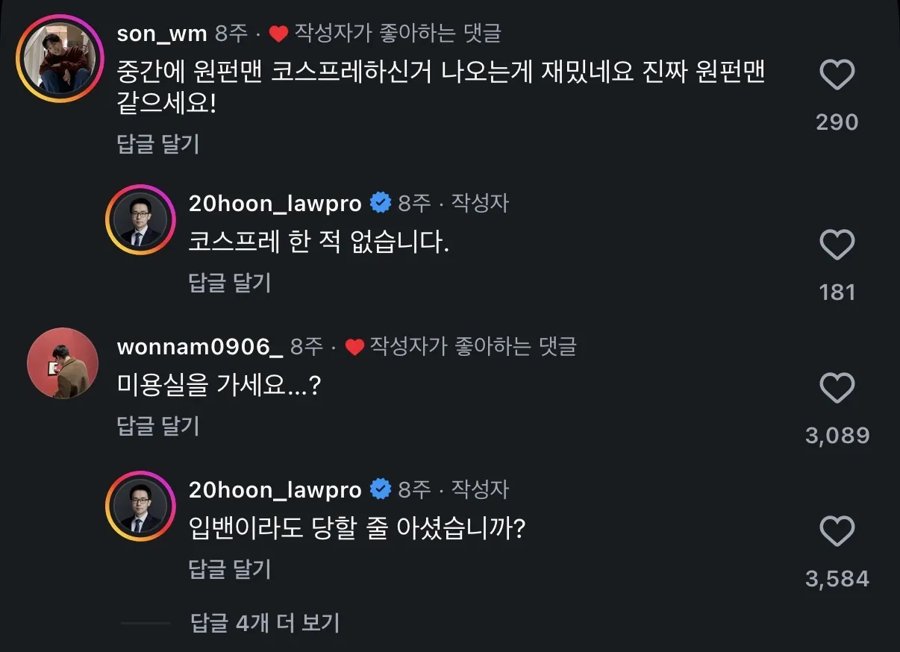 son_wm 8주 · ❤️ 작성자가 좋아하는 댓글
중간에 원펀맨 코스프레하신거 나오는게 재밌네요 진짜 원펀맨
같으세요!
290
답글 달기
20hoon_lawpro 8주 · 작성자
코스프레 한 적 없습니다.
답글 달기
181
wonnam0906_ 8주 · ❤️ 작성자가 좋아하는 댓글
미용실을 가세요...?
답글 달기
3,089
20hoon_lawpro 8주 · 작성자
입밴이라도 당할 줄 아셨습니까?
답글 달기
3,584
답글 4개 더 보기